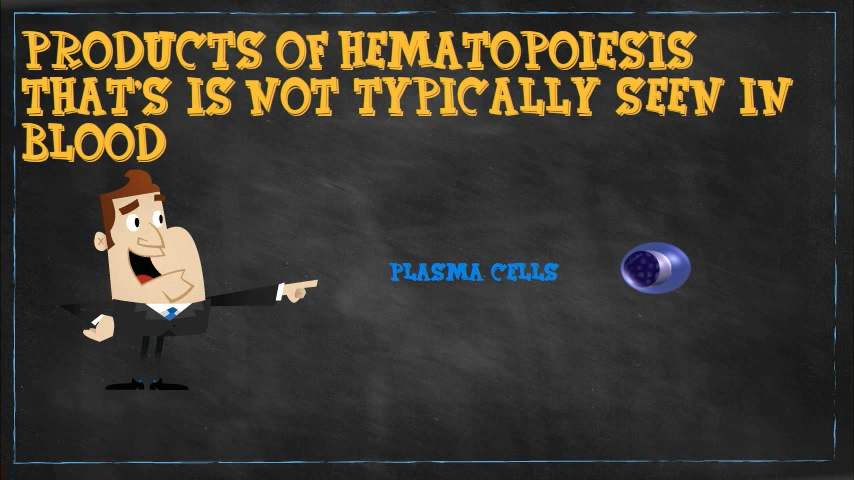 PRODUCTS OF HEMATOPOIESIS
THAT'S IS NOT TYPICALLY SEEN IN
BLOOD
PLASMA CELLS